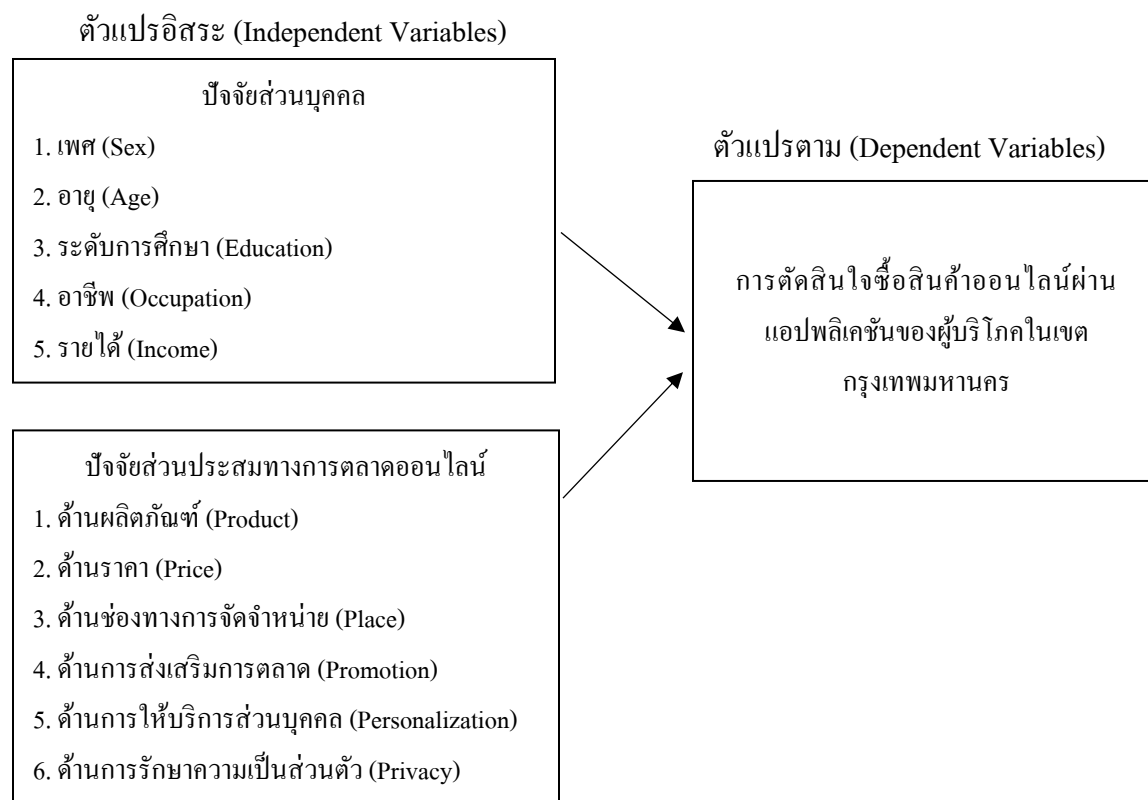 ตัวแปรอิสระ (Independent Variables)
ปัจจัยส่วนบุคคล
1. เพศ (Sex)
2. อายุ (Age)
3. ระดับการศึกษา (Education)
4. อาชีพ (Occupation)
5. รายได้ (Income)
ปัจจัยส่วนประสมทางการตลาดออนไลน์
1. ด้านผลิตภัณฑ์ (Product)
2. ด้านราคา (Price)
3. ด้านช่องทางการจัดจำหน่าย (Place)
4. ด้านการส่งเสริมการตลาด (Promotion)
5. ด้านการให้บริการส่วนบุคคล (Personalization)
6. ด้านการรักษาความเป็นส่วนตัว (Privacy)
ตัวแปรตาม (Dependent Variables)
การตัดสินใจซื้อสินค้าออนไลน์ผ่าน
แอปพลิเคชันของผู้บริโภคในเขต
กรุงเทพมหานคร